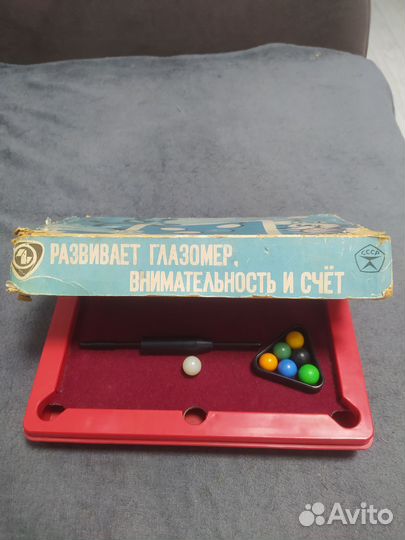 РАЗВИВАЕТ ГЛАЗОМЕР,
ВНИМАТЕЛЬНОСТЬ И СЧЁТ
СССР
Avito